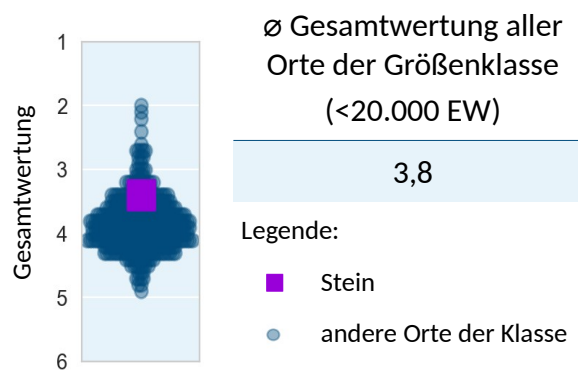 ø Gesamtwertung aller
Orte der Größenklasse
(<20.000 EW)
3,8
Legende:
Stein
andere Orte der Klasse
Gesamtwertung
1
2
3
4
5
6